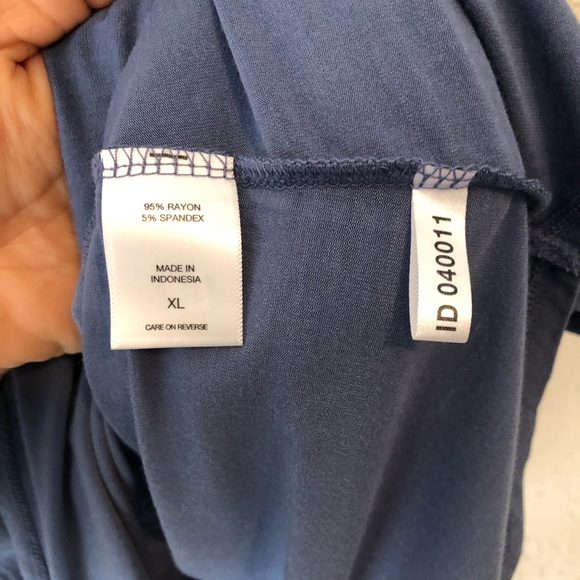 95% RAYON
5% SPANDEX
MADE IN
INDONESIA
XL
CARE ON REVERSE
ID 040011